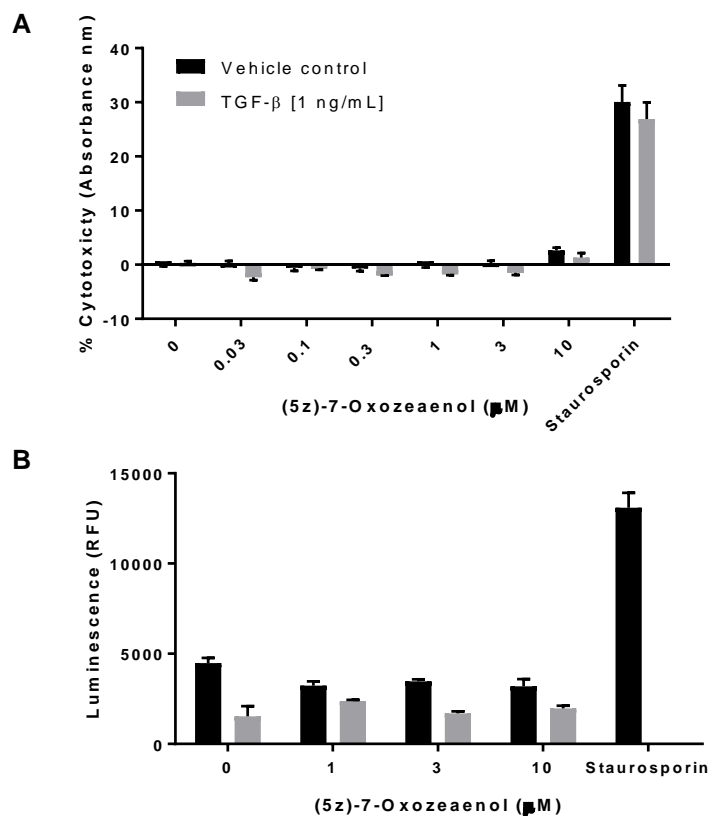 A
% Cytotoxicty (Absorbance nm)
Vehicle control
TGF-β [1 ng/mL]
40
30
20
10
0
-10
0 0.03 0.1 0.3 1 3 10 Staurosporin
(5z)-7-Oxozeaenol (μM)
B
Luminescence (RFU)
15000
10000
5000
0
0 1 3 10 Staurosporin
(5z)-7-Oxozeaenol (μM)